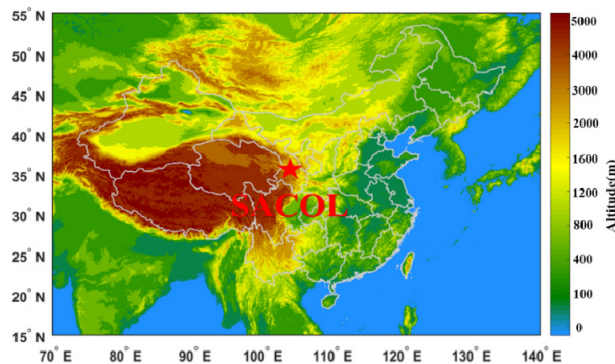 55° N
50° N
45° N
40° N
35° N
30° N
25° N
20° N
15° N
SACOL
70° E 80° E 90° E 100° E 110° E 120° E 130° E 140° E
5000
4000
3000
2400
2000
1600
1200
800
400
100
0
Altitude(m)